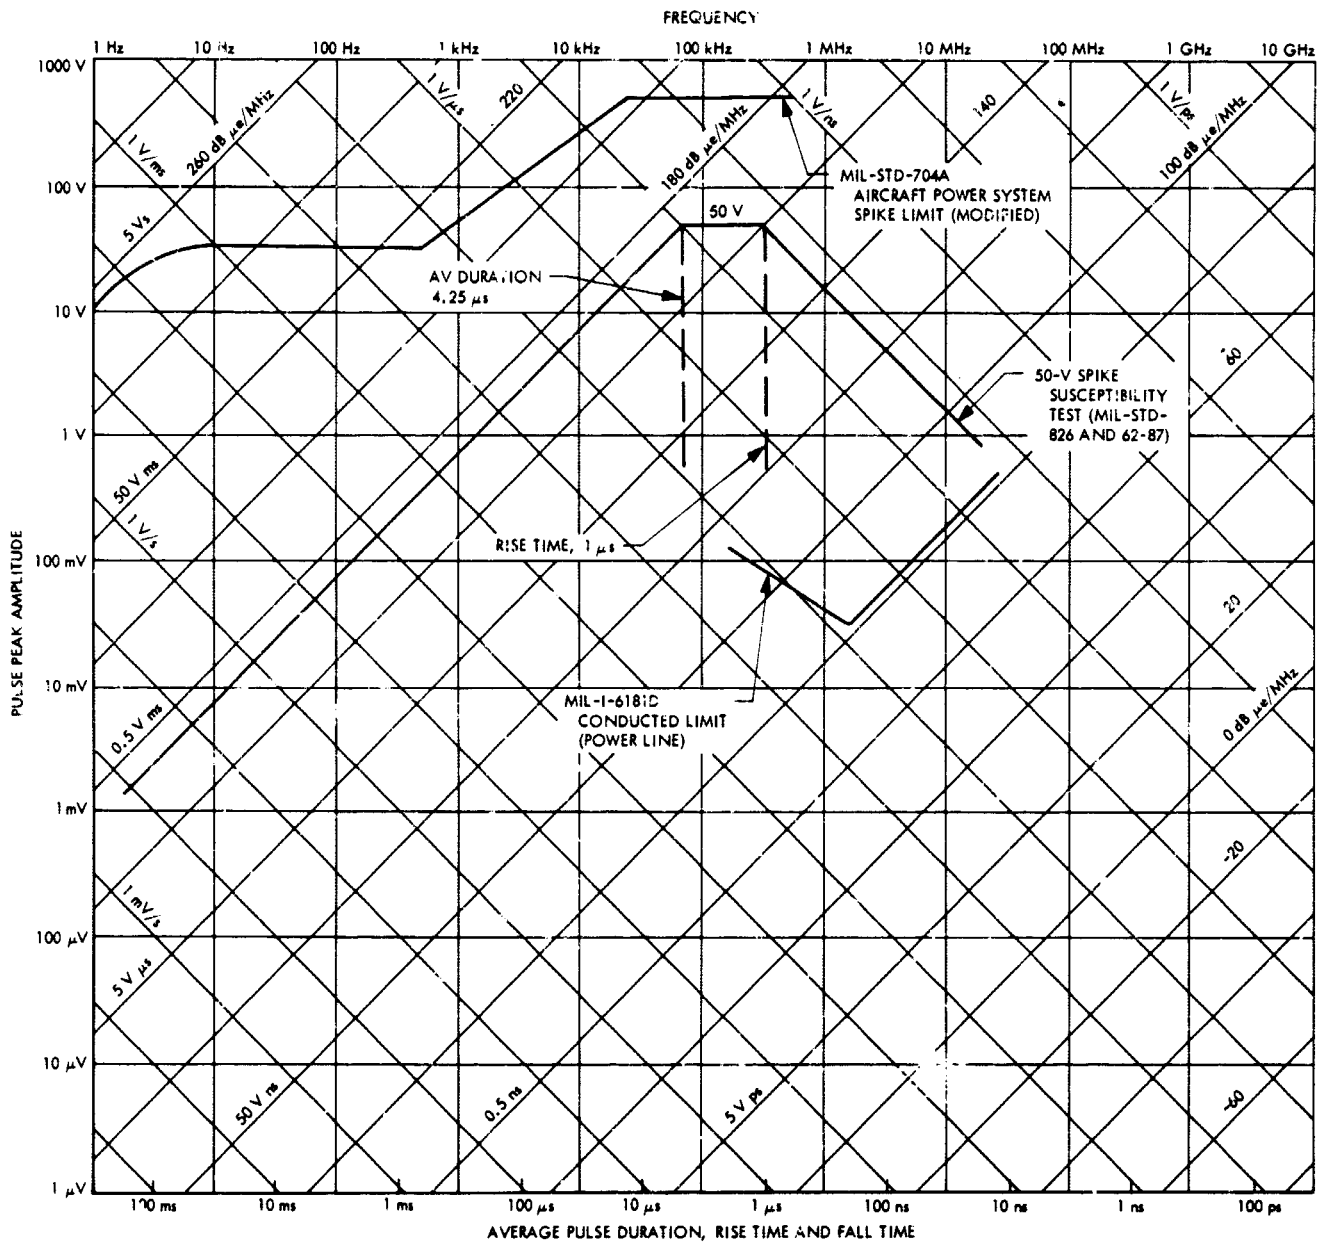 FREQUENCY
1 Hz 10 Hz 100 Hz 1 kHz 10 kHz 100 kHz 1 MHz 10 MHz 100 MHz 1 GHz 10 GHz
1000 V
100 V
10 V
1 V
100 mV
10 mV
1 mV
100 μV
10 μV
1 μV
PULSE PEAK AMPLITUDE
1 V/ms
260 dB μe/MHz
1 V/μs
220
180 dB μe/MHz
1 V/ns
140
1 V/ps
100 dB μe/MHz
5 Vs
50 V
MIL-STD-704A
AIRCRAFT POWER SYSTEM
SPIKE LIMIT (MODIFIED)
AV DURATION
4.25 μs
60
50-V SPIKE
SUSCEPTIBILITY
TEST (MIL-STD-
826 AND 62-87)
50 V ms
1 V/s
RISE TIME, 1 μs
20
MIL-I-6181D
CONDUCTED LIMIT
(POWER LINE)
0.5 V ms
0 dB μe/MHz
-20
1 mV/s
5 V μs
50 V ns
0.5 ns
5 V ps
-60
100 ms 10 ms 1 ms 100 μs 10 μs 1 μs 100 ns 10 ns 1 ns 100 ps
AVERAGE PULSE DURATION, RISE TIME AND FALL TIME